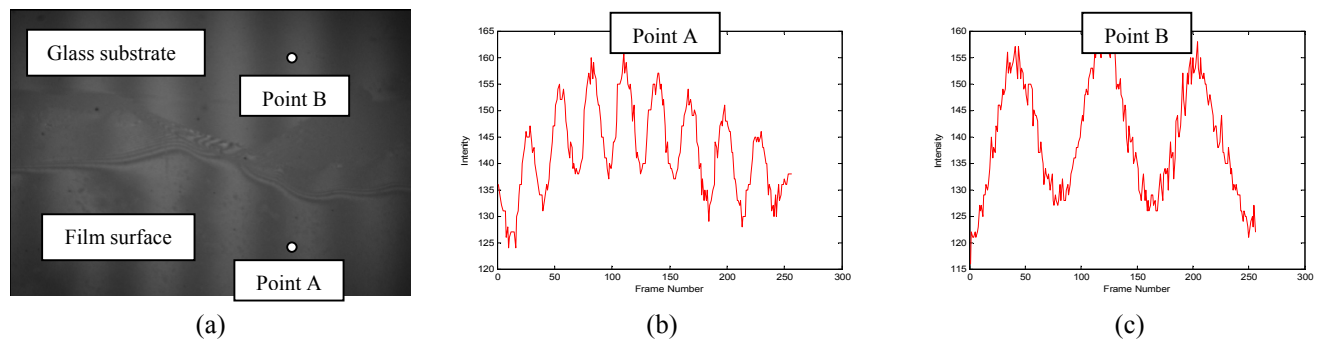 Glass substrate
Point B
Film surface
Point A
(a)
Point A
165
160
155
150
145
140
135
130
125
120
Intensity
0 50 100 150 200 250 300
Frame Number
(b)
Point B
160
155
150
145
140
135
130
125
120
115
Intensity
0 50 100 150 200 250 300
Frame Number
(c)